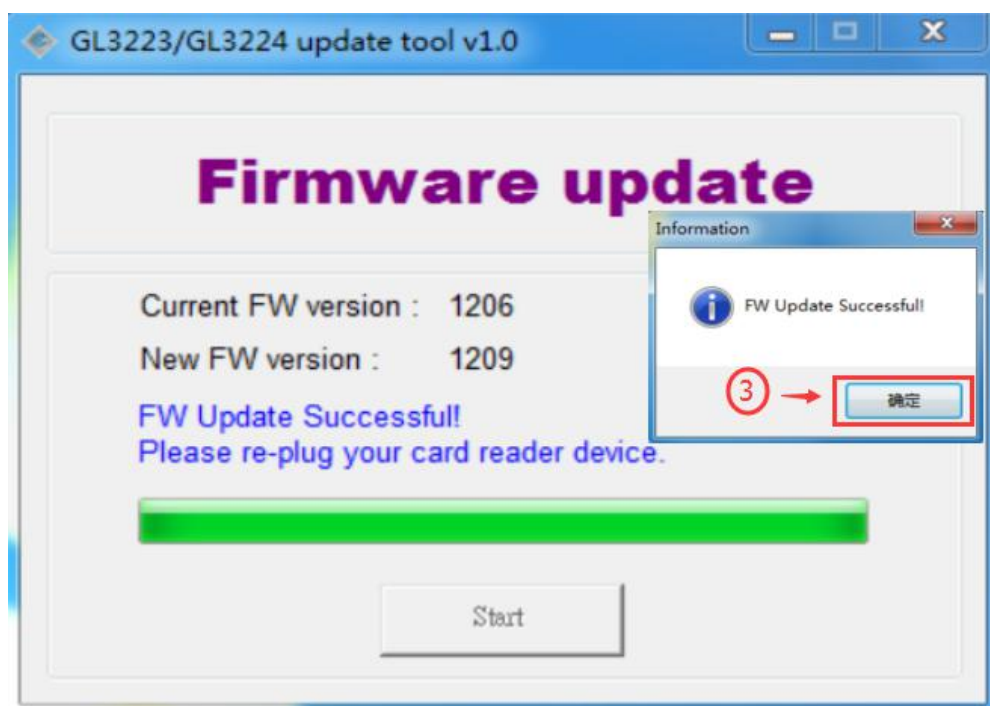 GL3223/GL3224 update tool v1.0
Firmware update
Information
FW Update Successful!
③
确定
Current FW version : 1206
New FW version : 1209
FW Update Successful!
Please re-plug your card reader device.
Start